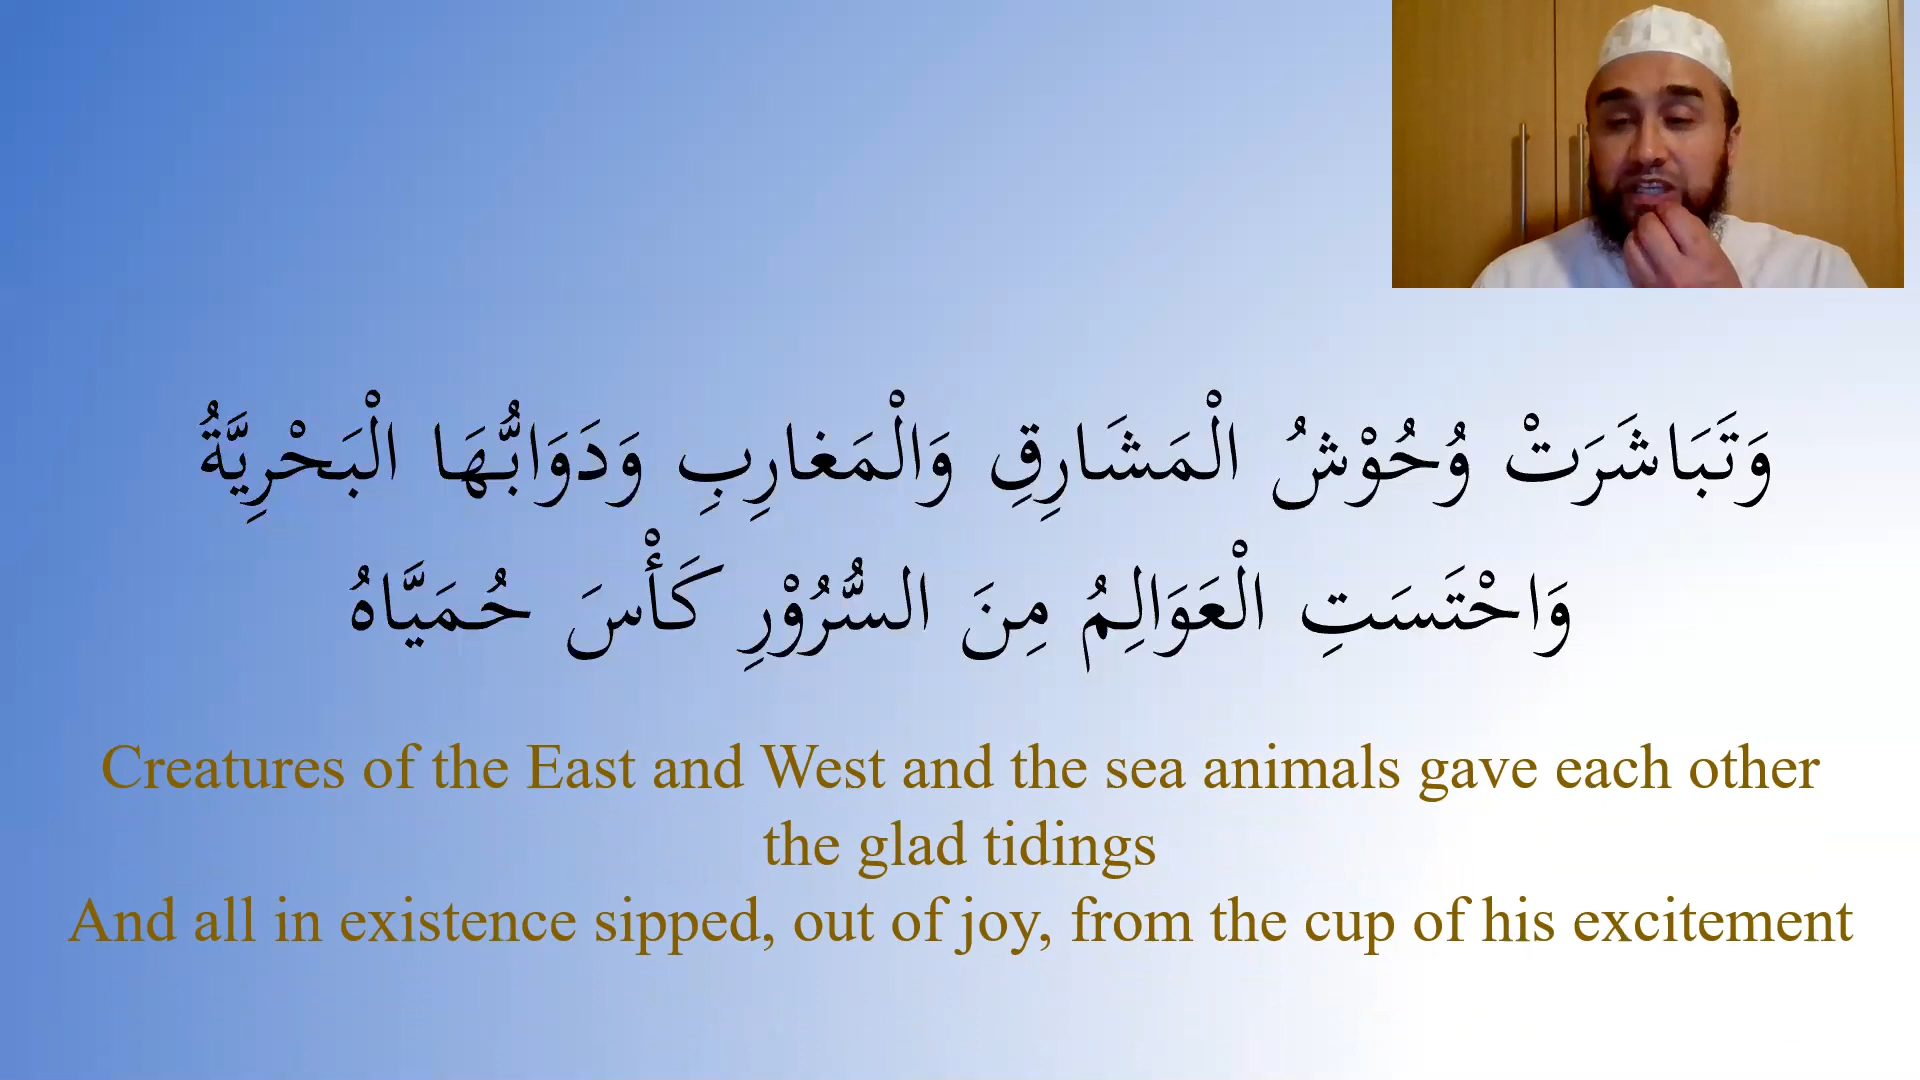 وَتَبَاشَرَتْ وُحُوْشُ الْمَشَارِقِ وَالْمَغارِبِ وَدَوَابُّهَا الْبَحْرِيَّةُ
وَاحْتَسَتِ الْعَوَالِمُ مِنَ السُّرُوْرِ كَأْسَ حُمَيَّاهُ
Creatures of the East and West and the sea animals gave each other
the glad tidings
And all in existence sipped, out of joy, from the cup of his excitement